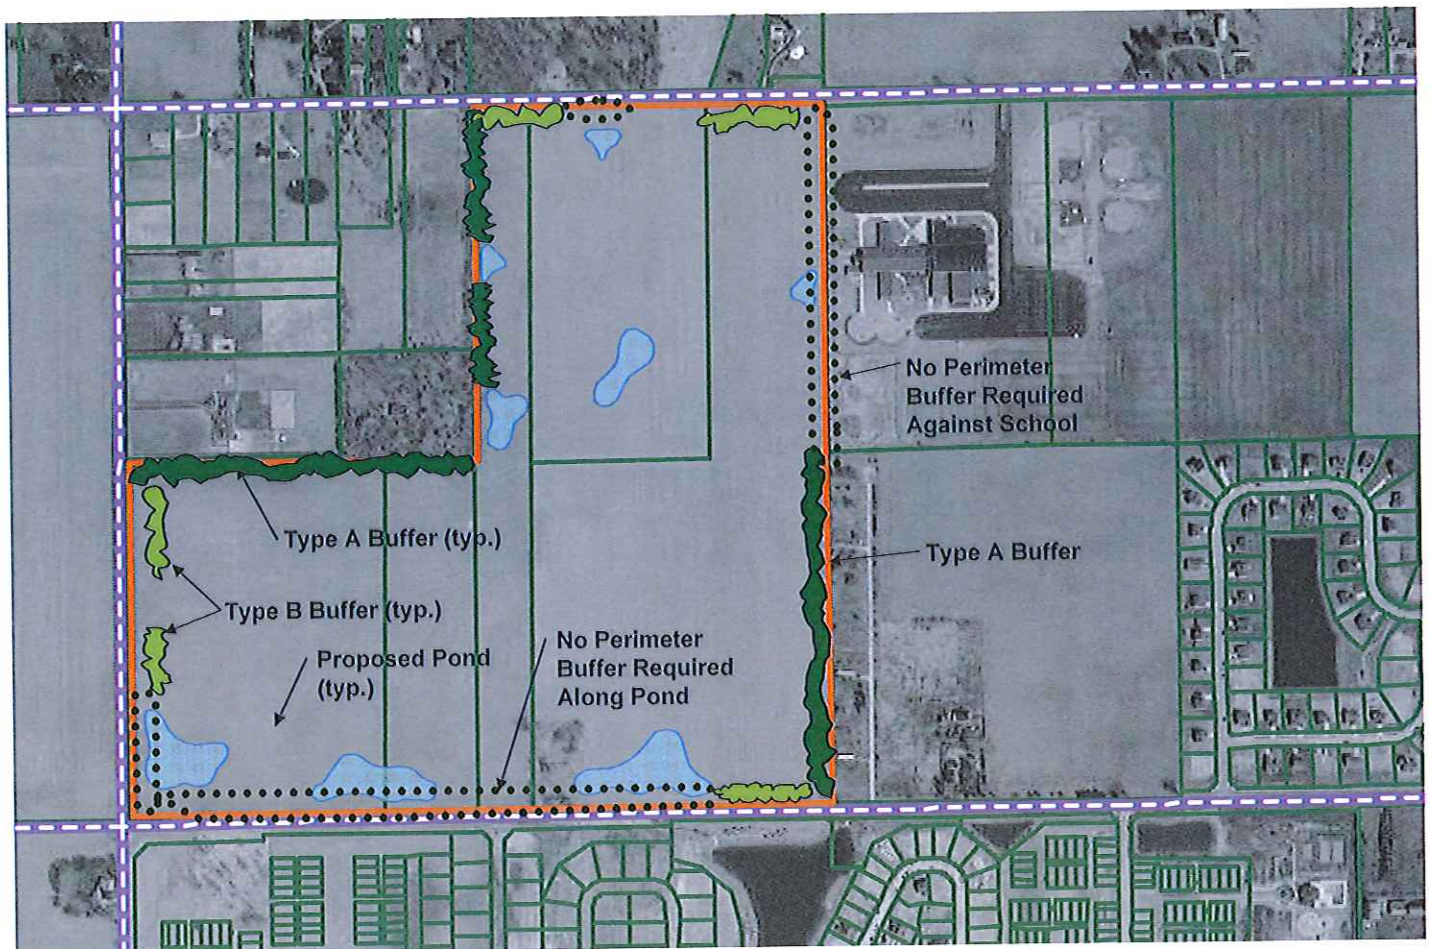 No Perimeter
Buffer Required
Against School
Type A Buffer (typ.)
Type A Buffer
Type B Buffer (typ.)
No Perimeter
Buffer Required
Along Pond
Proposed Pond
(typ.)